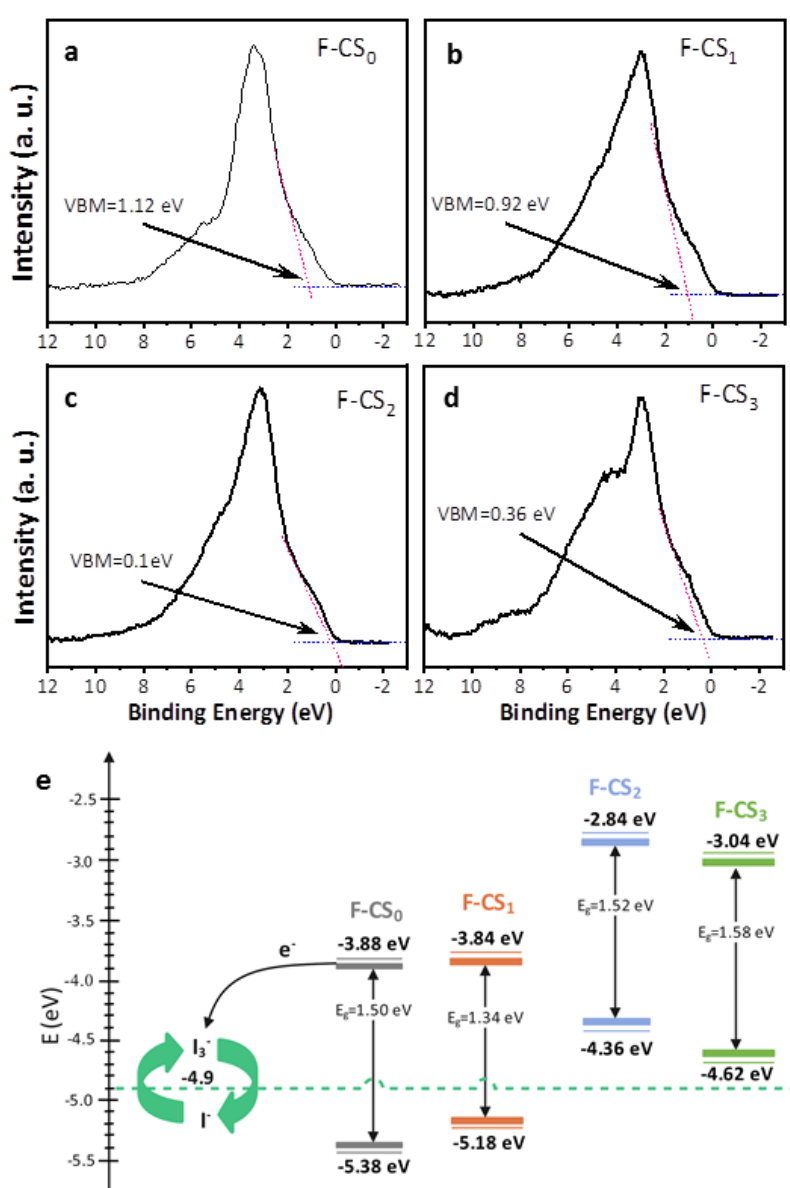 a
F-CS₀
VBM=1.12 eV
Intensity (a. u.)
12 10 8 6 4 2 0 -2
b
F-CS₁
VBM=0.92 eV
12 10 8 6 4 2 0 -2
c
F-CS₂
VBM=0.1eV
Intensity (a. u.)
12 10 8 6 4 2 0 -2
Binding Energy (eV)
d
F-CS₃
VBM=0.36 eV
12 10 8 6 4 2 0 -2
Binding Energy (eV)
e
E (eV)
-2.5
-3.0
-3.5
-4.0
-4.5
-5.0
-5.5
e⁻
I₃⁻
-4.9
I⁻
F-CS₀
-3.88 eV
E₉=1.50 eV
-5.38 eV
F-CS₁
-3.84 eV
E₉=1.34 eV
-5.18 eV
F-CS₂
-2.84 eV
E₉=1.52 eV
-4.36 eV
F-CS₃
-3.04 eV
E₉=1.58 eV
-4.62 eV